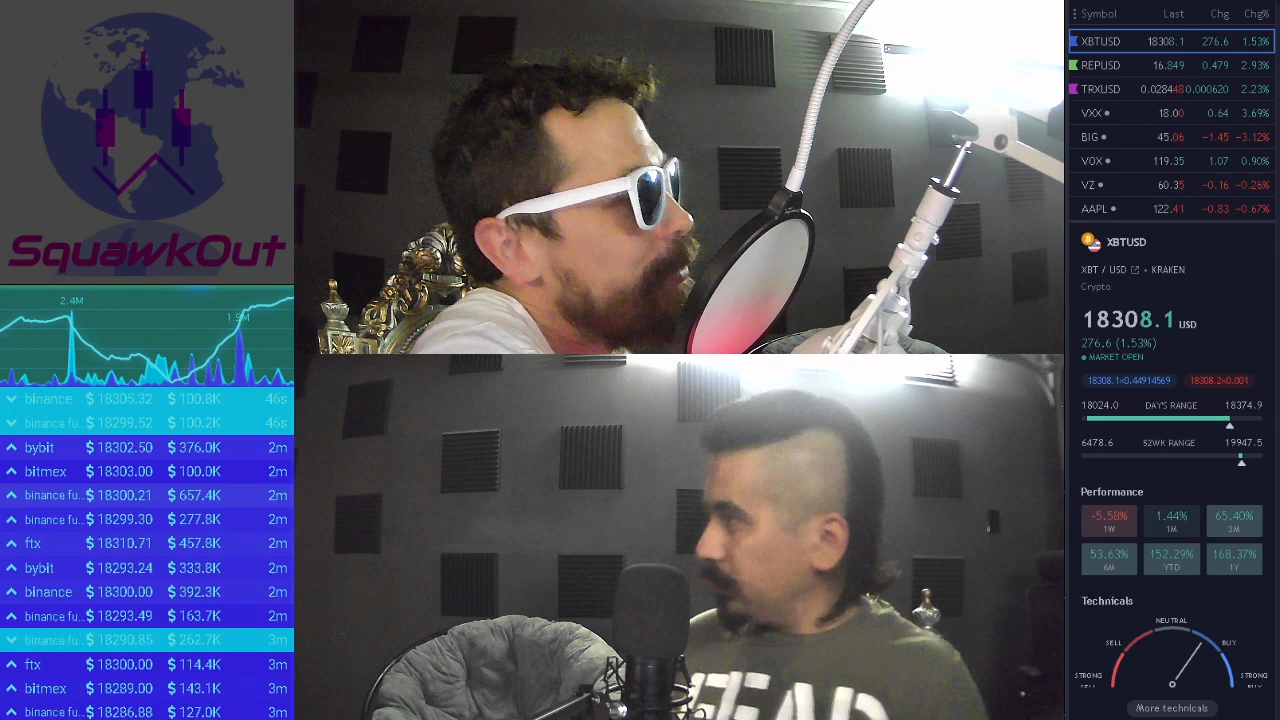 SquawkOut
2.4M
1.9M
binance $ 18305.32 $ 100.8K 46s
binance $ 18299.52 $ 100.2K 46s
bybit $ 18302.50 $ 376.0K 2m
bitmex $ 18303.00 $ 100.0K 2m
binance fu... $ 18300.21 $ 657.4K 2m
binance fu... $ 18299.30 $ 277.8K 2m
ftx $ 18310.71 $ 457.8K 2m
bybit $ 18293.24 $ 333.8K 2m
binance $ 18300.00 $ 392.3K 2m
binance fu... $ 18293.49 $ 163.7K 2m
binance fu... $ 18290.85 $ 262.7K 3m
ftx $ 18300.00 $ 114.4K 3m
bitmex $ 18289.00 $ 143.1K 3m
binance fu... $ 18286.88 $ 127.0K 3m
FEAR
Symbol Last Chg Chg%
XBTUSD 18308.1 276.6 1.53%
REPUSD 16.849 0.479 2.93%
TRXUSD 0.028448 0.000620 2.23%
VXX 18.00 0.64 3.69%
BIG 45.06 -1.45 -3.12%
VOX 119.35 1.07 0.90%
VZ 60.35 -0.16 -0.26%
AAPL 122.41 -0.83 -0.67%
XBTUSD
XBT / USD • KRAKEN
Crypto
18308.1 USD
276.6 (1.53%)
MARKET OPEN
18308.1×0.44914569 18308.2×0.001
18024.0 DAY'S RANGE 18374.9
6478.6 52WK RANGE 19947.5
Performance
-5.58% 1.44% 65.40%
1W 1M 3M
53.63% 152.29% 168.37%
6M YTD 1Y
Technicals
NEUTRAL
SELL BUY
STRONG STRONG
More technicals